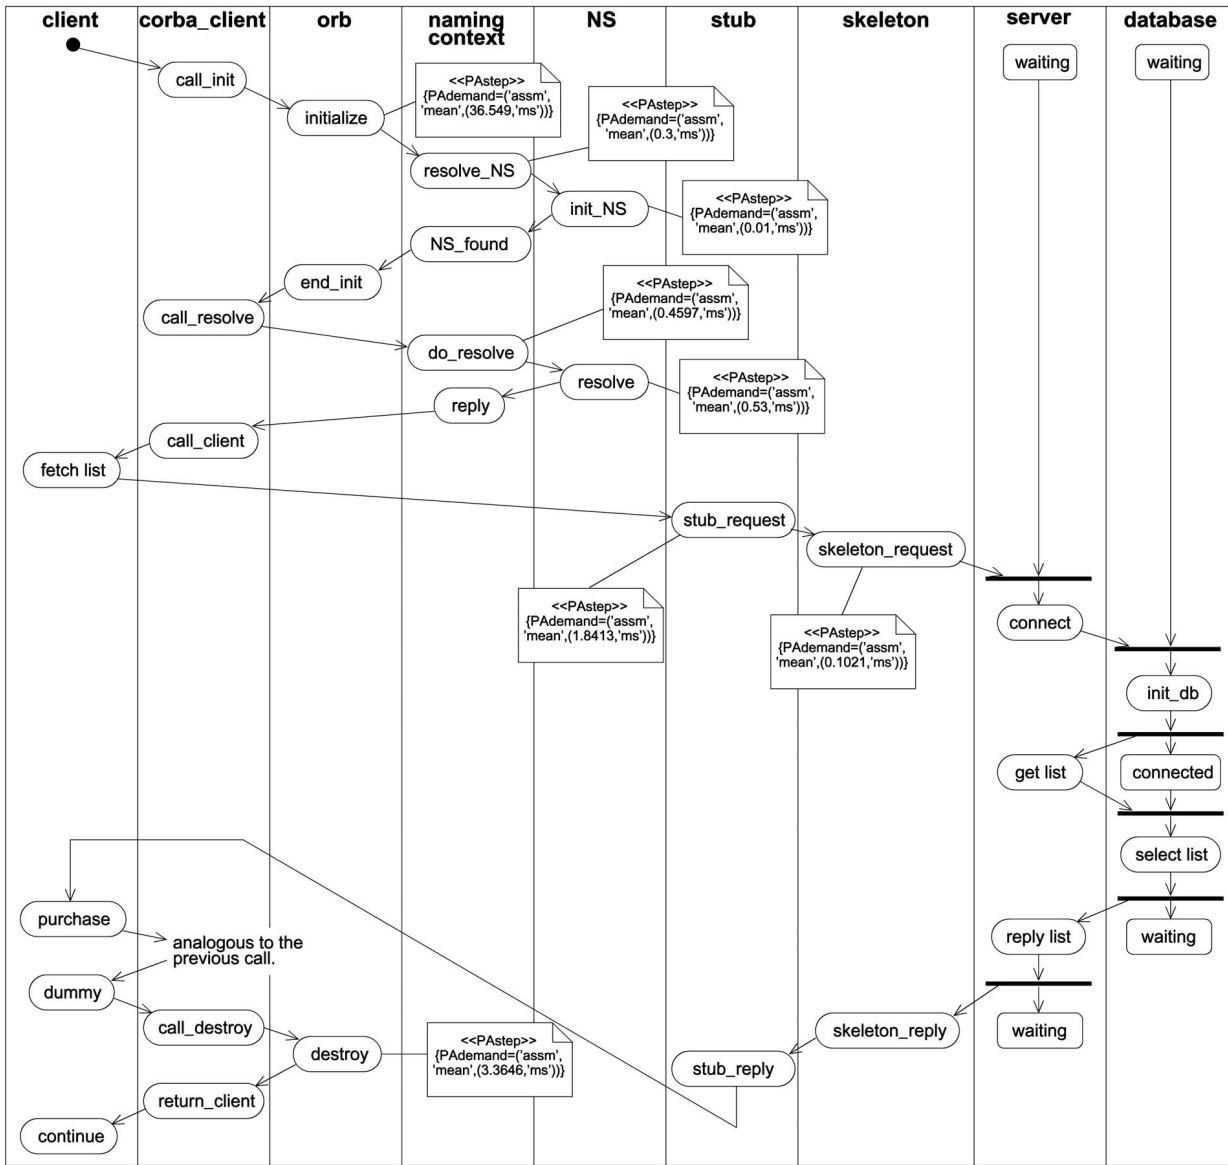 client
corba_client
orb
naming
context
NS
stub
skeleton
server
database
waiting
waiting
call_init
<<PAstep>>
{PAdemand=('assm',
'mean',(36.549,'ms'))}
initialize
<<PAstep>>
{PAdemand=('assm',
'mean',(0.3,'ms'))}
resolve_NS
<<PAstep>>
{PAdemand=('assm',
'mean',(0.01,'ms'))}
init_NS
NS_found
end_init
<<PAstep>>
{PAdemand=('assm',
'mean',(0.4597,'ms'))}
call_resolve
do_resolve
resolve
<<PAstep>>
{PAdemand=('assm',
'mean',(0.53,'ms'))}
reply
call_client
fetch list
stub_request
skeleton_request
<<PAstep>>
{PAdemand=('assm',
'mean',(1.8413,'ms'))}
<<PAstep>>
{PAdemand=('assm',
'mean',(0.1021,'ms'))}
connect
init_db
get list
connected
select list
purchase
analogous to the
previous call.
reply list
waiting
dummy
call_destroy
destroy
<<PAstep>>
{PAdemand=('assm',
'mean',(3.3646,'ms'))}
skeleton_reply
waiting
stub_reply
return_client
continue